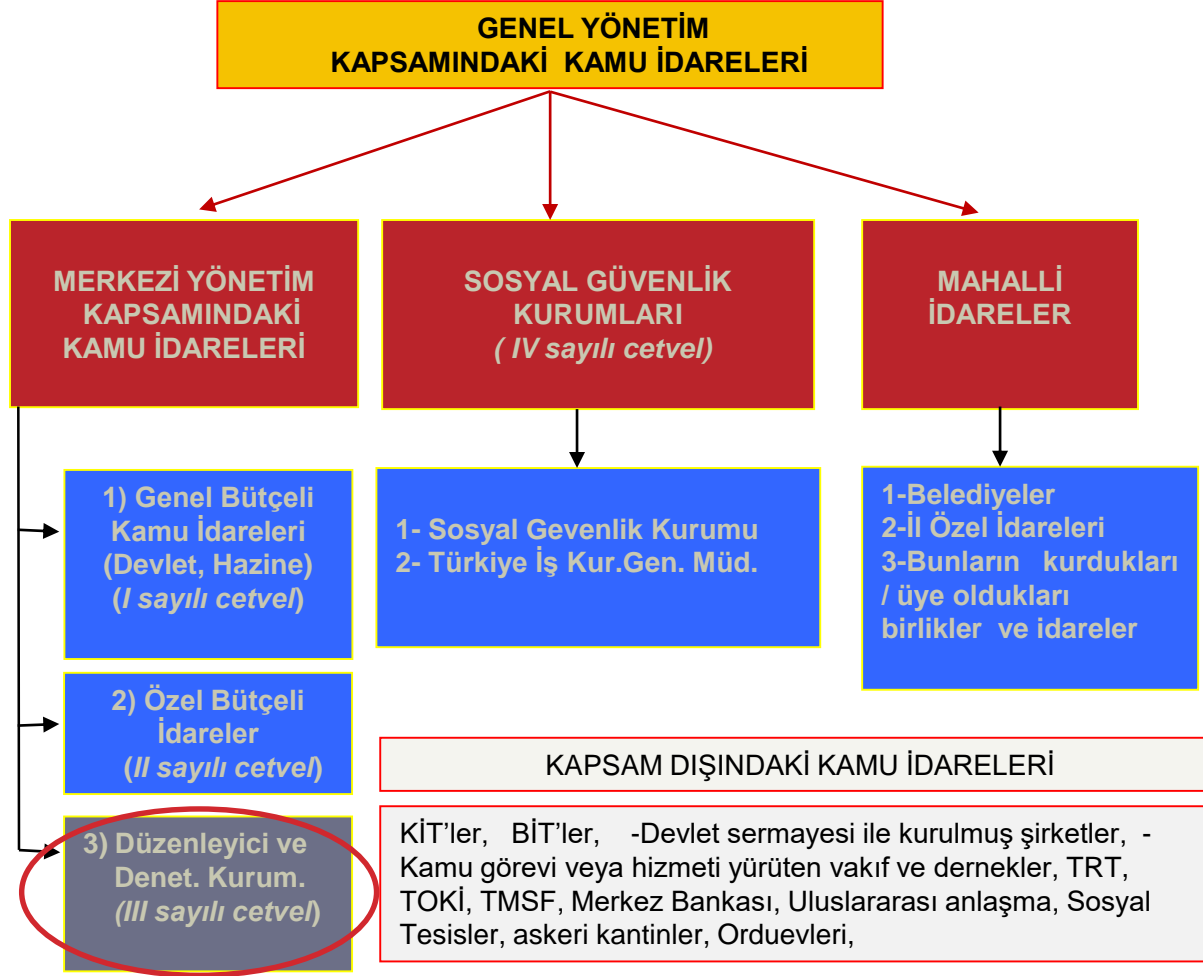 GENEL YÖNETİM
KAPSAMINDAKİ KAMU İDARELERİ
MERKEZİ YÖNETİM
KAPSAMINDAKİ
KAMU İDARELERİ
SOSYAL GÜVENLİK
KURUMLARI
( IV sayılı cetvel)
MAHALLİ
İDARELER
1) Genel Bütçeli
Kamu İdareleri
(Devlet, Hazine)
(I sayılı cetvel)
1- Sosyal Gevenlik Kurumu
2- Türkiye İş Kur.Gen. Müd.
1-Belediyeler
2-İl Özel İdareleri
3-Bunların kurdukları
/ üye oldukları
birlikler ve idareler
2) Özel Bütçeli
İdareler
(II sayılı cetvel)
3) Düzenleyici ve
Denet. Kurum.
(III sayılı cetvel)
KAPSAM DIŞINDAKİ KAMU İDARELERİ
KİT’ler, BİT’ler, -Devlet sermayesi ile kurulmuş şirketler, -
Kamu görevi veya hizmeti yürüten vakıf ve dernekler, TRT,
TOKİ, TMSF, Merkez Bankası, Uluslararası anlaşma, Sosyal
Tesisler, askeri kantinler, Orduevleri,